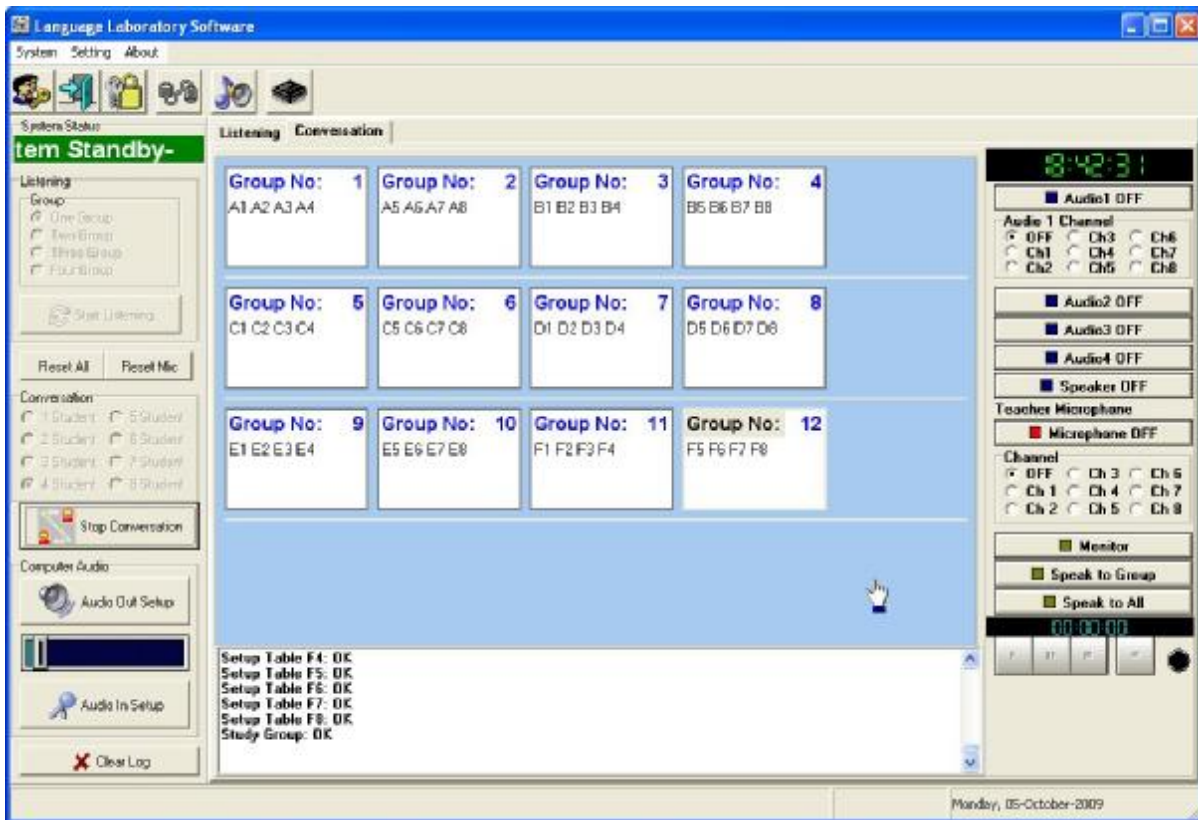 Language Laboratory Software
System Setting About
System Status
tem Standby-
Listening
Group
One Group
Two Group
Three Group
Four Group
Start Listening
Reset All Reset Mic
Conversation
1 Student 5 Student
2 Student 6 Student
3 Student 7 Student
4 Student 8 Student
Stop Conversation
Computer Audio
Audio Out Setup
Audio In Setup
Clear Log
Listening Conversation
Group No: 1 Group No: 2 Group No: 3 Group No: 4
A1 A2 A3 A4 A5 A6 A7 A8 B1 B2 B3 B4 B5 B6 B7 B8
Group No: 5 Group No: 6 Group No: 7 Group No: 8
C1 C2 C3 C4 C5 C6 C7 C8 D1 D2 D3 D4 D5 D6 D7 D8
Group No: 9 Group No: 10 Group No: 11 Group No: 12
E1 E2 E3 E4 E5 E6 E7 E8 F1 F2 F3 F4 F5 F6 F7 F8
Setup Table F4: OK
Setup Table F5: OK
Setup Table F6: OK
Setup Table F7: OK
Setup Table F8: OK
Study Group: OK
18:42:31
Audio1 OFF
Audio 1 Channel
OFF Ch3 Ch6
Ch1 Ch4 Ch7
Ch2 Ch5 Ch8
Audio2 OFF
Audio3 OFF
Audio4 OFF
Speaker OFF
Teacher Microphone
Microphone OFF
Channel
OFF Ch 3 Ch 6
Ch 1 Ch 4 Ch 7
Ch 2 Ch 5 Ch 8
Monitor
Speak to Group
Speak to All
00:00:00
Monday, 05-October-2009